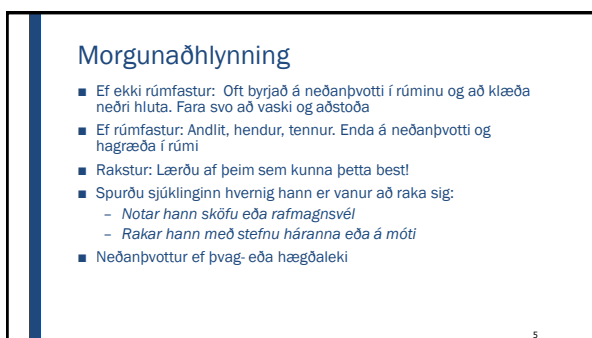 Morgunaðhlynning
■ Ef ekki rúmfastur: Oft byrjað á neðanþvotti í rúminu og að klæða
neðri hluta. Fara svo að vaski og aðstoða
■ Ef rúmfastur: Andlit, hendur, tennur. Enda á neðanþvotti og
hagræða í rúmi
■ Rakstur: Lærðu af þeim sem kunna þetta best!
■ Spurðu sjúklinginn hvernig hann er vanur að raka sig:
– Notar hann sköfu eða rafmagnsvél
– Rakar hann með stefnu háranna eða á móti
■ Neðanþvottur ef þvag- eða hægðaleki
5